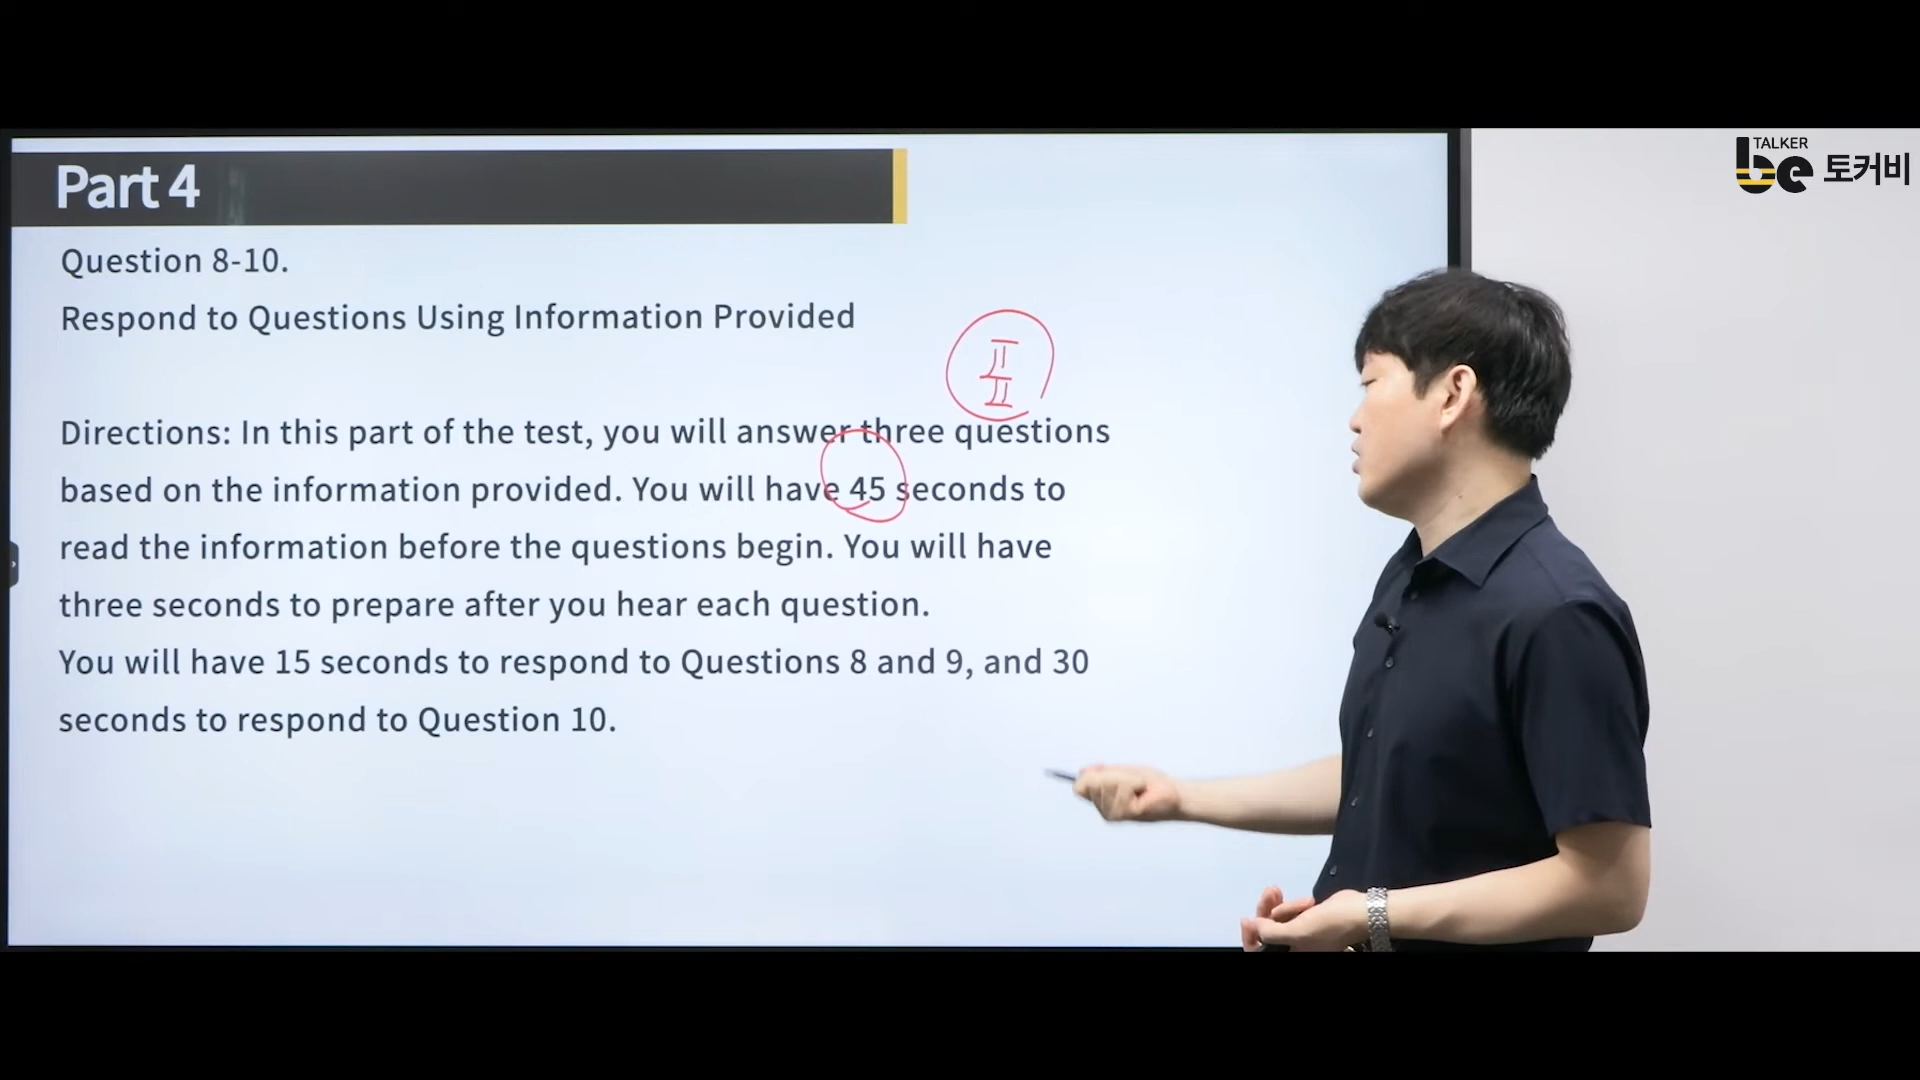 TALKER
be 토커비
Part 4
Question 8-10.
Respond to Questions Using Information Provided
표
Directions: In this part of the test, you will answer three questions
based on the information provided. You will have 45 seconds to
read the information before the questions begin. You will have
three seconds to prepare after you hear each question.
You will have 15 seconds to respond to Questions 8 and 9, and 30
seconds to respond to Question 10.